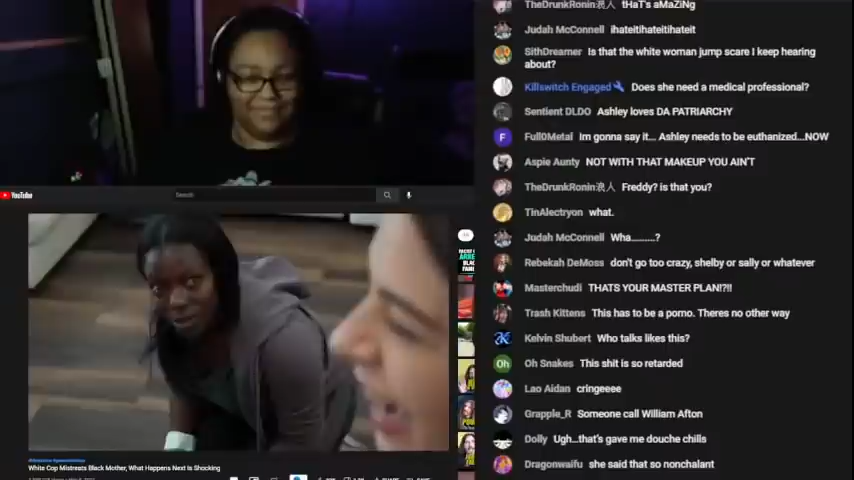 TheDrunkRonin浪人 tHaT's aMaZiNg
Judah McConnell ihateitihateitihateit
SithDreamer Is that the white woman jump scare I keep hearing
about?
Killswitch Engaged Does she need a medical professional?
Sentient DLDO Ashley loves DA PATRIARCHY
Full0Metal Im gonna say it... Ashley needs to be euthanized...NOW
Aspie Aunty NOT WITH THAT MAKEUP YOU AIN'T
TheDrunkRonin浪人 Freddy? is that you?
TinAlectryon what.
Judah McConnell Wha.........?
Rebekah DeMoss don't go too crazy, shelby or sally or whatever
Masterchudi THATS YOUR MASTER PLAN!!?!!
Trash Kittens This has to be a porno. Theres no other way
Kelvin Shubert Who talks like this?
Oh Snakes This shit is so retarded
Lao Aidan cringeeee
Grapple_R Someone call William Afton
Dolly Ugh...that's gave me douche chills
Dragonwaifu she said that so nonchalant
YouTube
Search
White Cop Mistreats Black Mother, What Happens Next Is Shocking